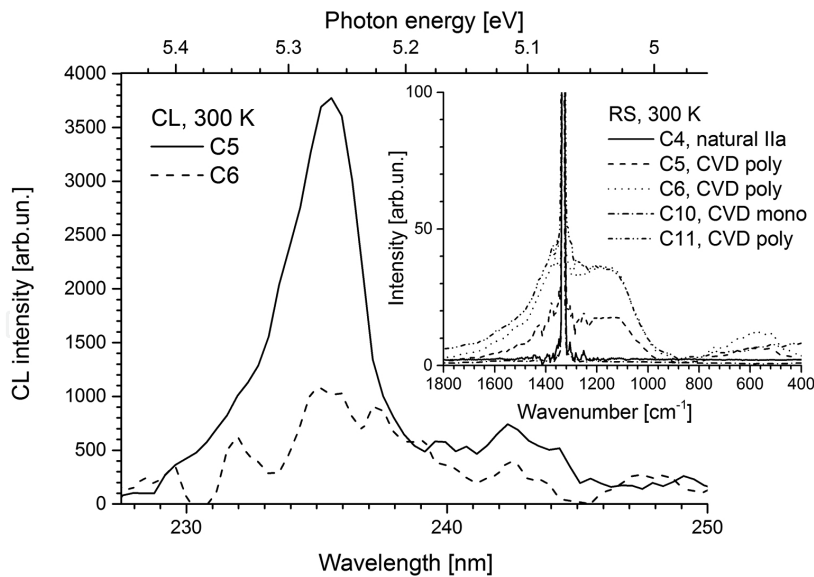 Photon energy [eV]
5.4 5.3 5.2 5.1 5
4000
3500
3000
2500
2000
1500
1000
500
0
CL intensity [arb.un.]
CL, 300 K
C5
C6
100
50
0
Intensity [arb.un.]
RS, 300 K
C4, natural IIa
C5, CVD poly
C6, CVD poly
C10, CVD mono
C11, CVD poly
1800 1600 1400 1200 1000 800 600 400
Wavenumber [cm⁻¹]
230 240 250
Wavelength [nm]